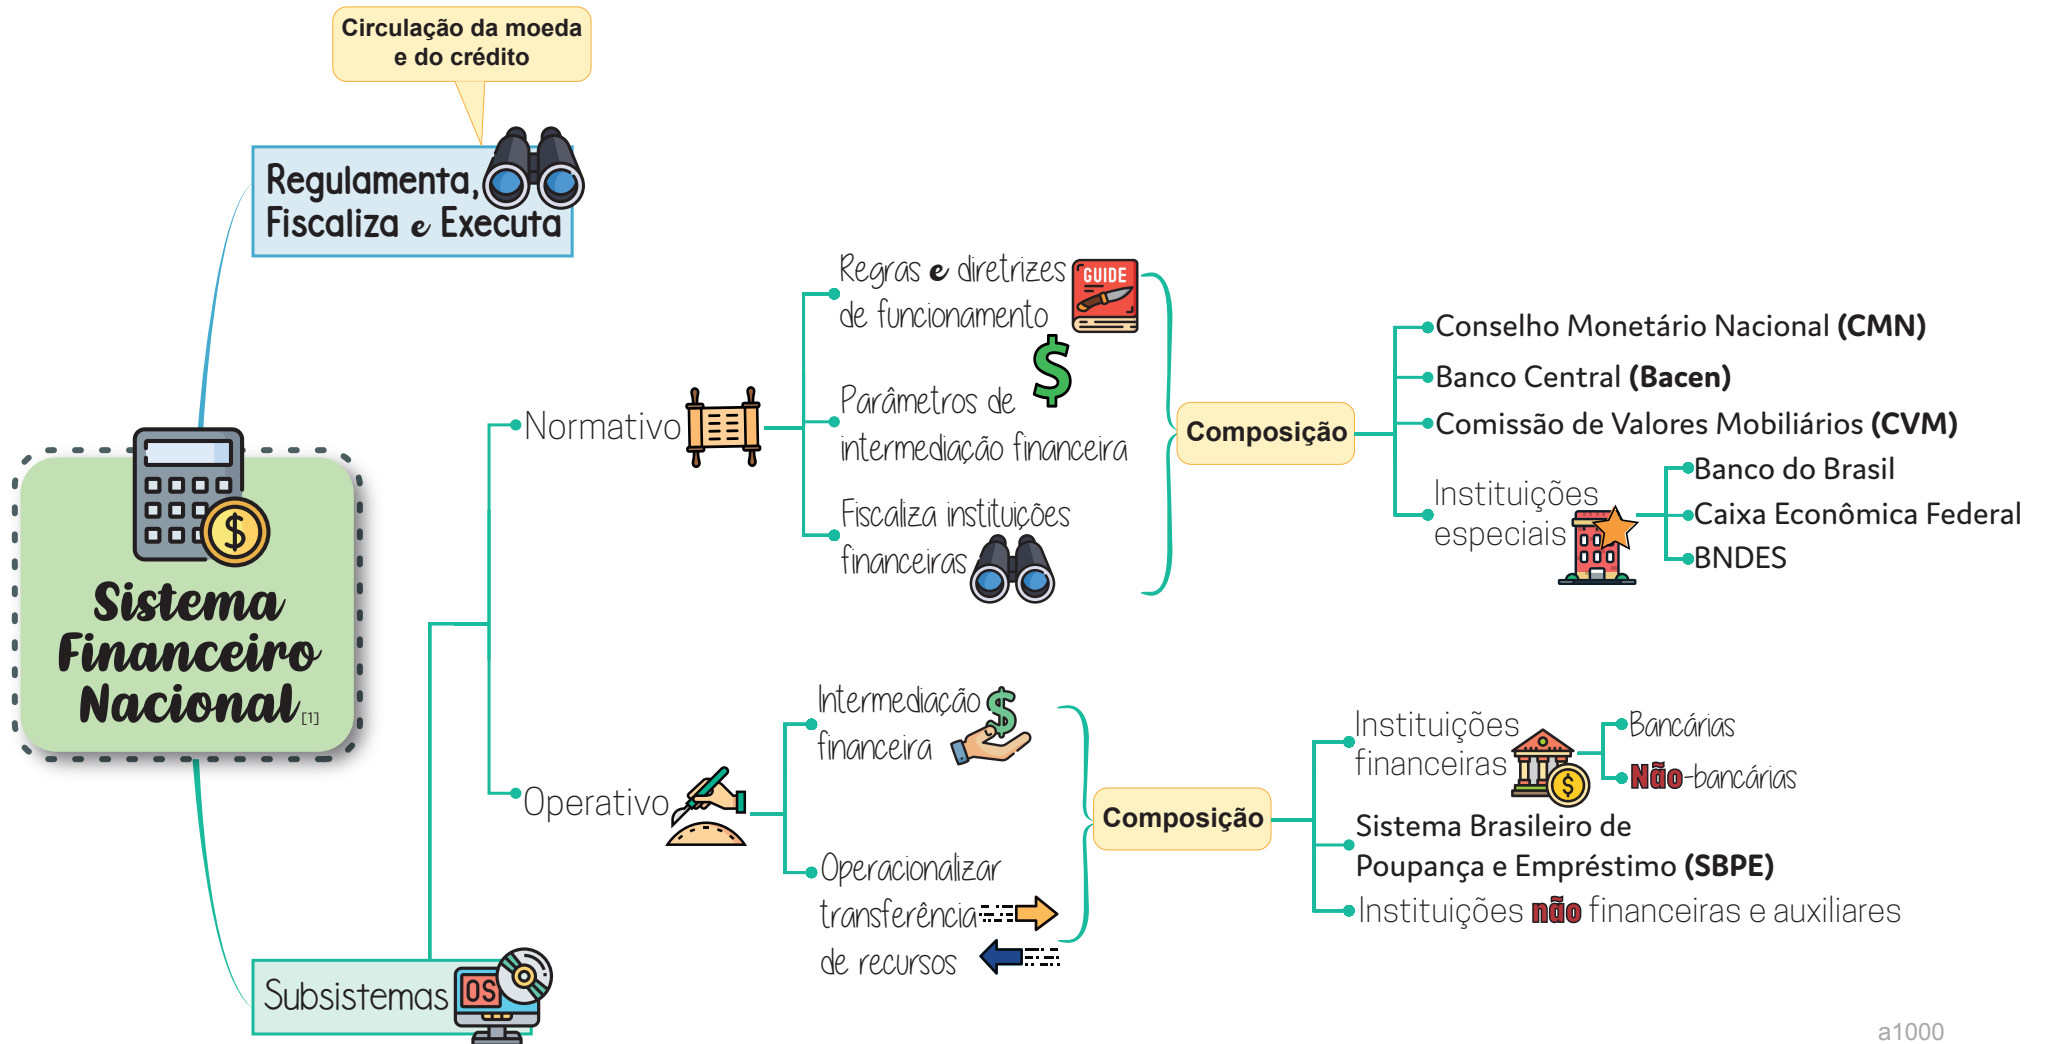 Circulação da moeda
e do crédito
Regulamenta,
Fiscaliza e Executa
Sistema
Financeiro
Nacional [1]
Subsistemas
OS
Normativo
Regras e diretrizes
de funcionamento
GUIDE
$
Parâmetros de
intermediação financeira
Fiscaliza instituições
financeiras
Composição
Conselho Monetário Nacional (CMN)
Banco Central (Bacen)
Comissão de Valores Mobiliários (CVM)
Instituições
especiais
Banco do Brasil
Caixa Econômica Federal
BNDES
Operativo
Intermediação
financeira
$
Operacionalizar
transferência
de recursos
Composição
Instituições
financeiras
$
Bancárias
Não-bancárias
Sistema Brasileiro de
Poupança e Empréstimo (SBPE)
Instituições não financeiras e auxiliares
$
a1000